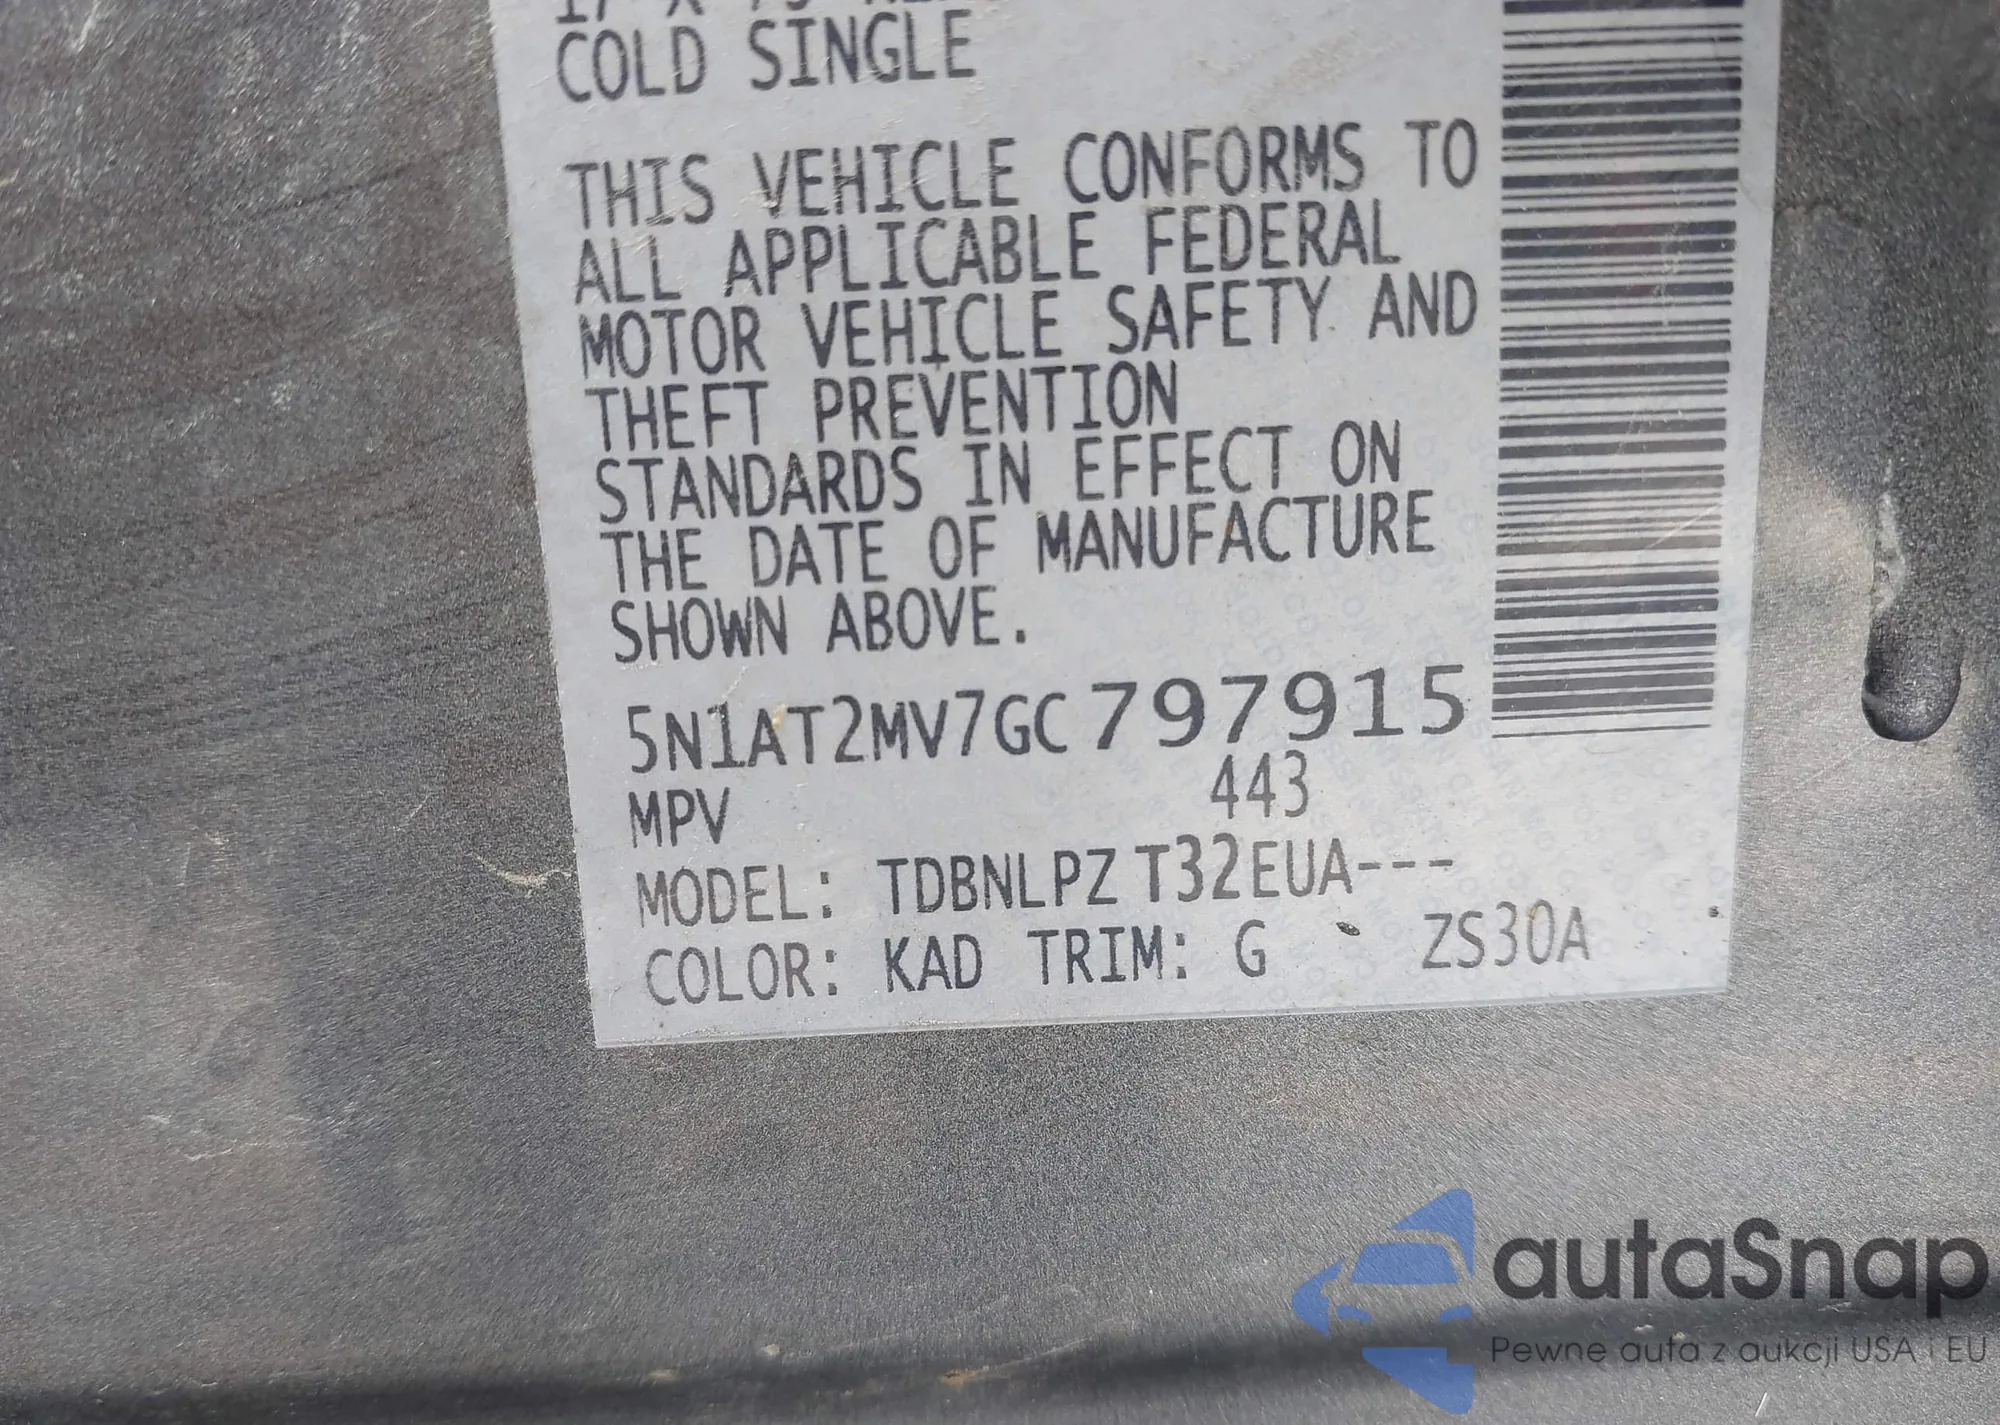 COLD SINGLE
THIS VEHICLE CONFORMS TO
ALL APPLICABLE FEDERAL
MOTOR VEHICLE SAFETY AND
THEFT PREVENTION
STANDARDS IN EFFECT ON
THE DATE OF MANUFACTURE
SHOWN ABOVE.
5N1AT2MV7GC797915
MPV 443
MODEL: TDBNLPZ T32EUA---
COLOR: KAD TRIM: G ZS30A
autaSnap
Pewne auta z aukcji USA i EU